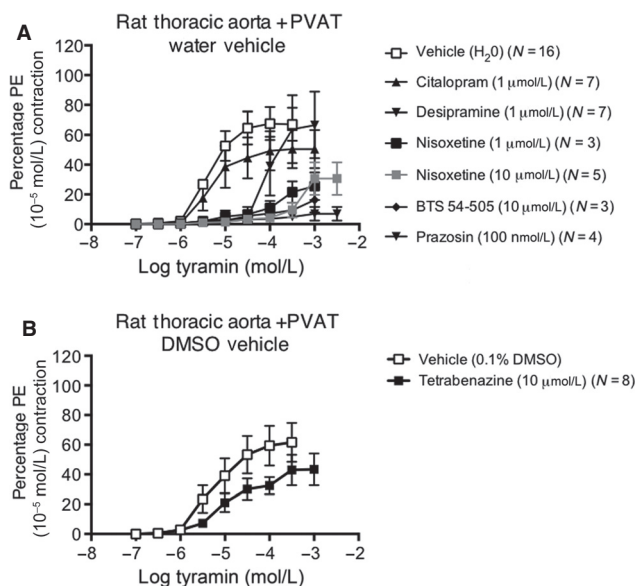 A
Rat thoracic aorta +PVAT
water vehicle
Percentage PE
(10⁻⁵ mol/L) contraction
120
100
80
60
40
20
0
−8 −7 −6 −5 −4 −3 −2
Log tyramin (mol/L)
Vehicle (H₂0) (N = 16)
Citalopram (1 μmol/L) (N = 7)
Desipramine (1 μmol/L) (N = 7)
Nisoxetine (1 μmol/L) (N = 3)
Nisoxetine (10 μmol/L) (N = 5)
BTS 54-505 (10 μmol/L) (N = 3)
Prazosin (100 nmol/L) (N = 4)
B
Rat thoracic aorta +PVAT
DMSO vehicle
Percentage PE
(10⁻⁵ mol/L) contraction
120
100
80
60
40
20
0
−8 −7 −6 −5 −4 −3 −2
Log tyramin (mol/L)
Vehicle (0.1% DMSO)
Tetrabenazine (10 μmol/L) (N = 8)